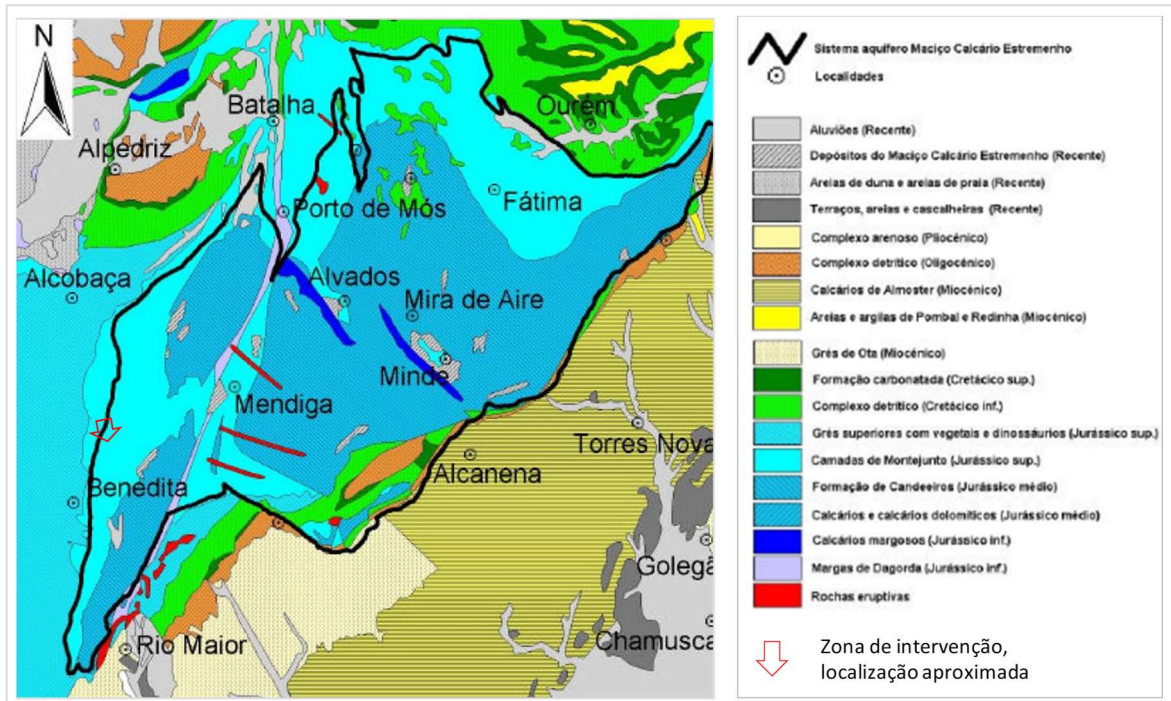 N
Batalha
Ourém
Alpedriz
Fátima
Porto de Mós
Alcobaça
Alvados
Mira de Aire
Minde
Mendiga
Torres Nova
Alcanena
Benedita
Golegã
Rio Maior
Chamusca
Sistema aquífero Maciço Calcário Estremenho
Localidades
Aluviões (Recente)
Depósitos do Maciço Calcário Estremenho (Recente)
Areias de duna e areias de praia (Recente)
Terraços, areias e cascalheiras (Recente)
Complexo arenoso (Pliocénico)
Complexo detrítico (Oligocénico)
Calcários de Almoster (Miocénico)
Areias e argilas de Pombal e Redinha (Miocénico)
Grés de Ota (Miocénico)
Formação carbonatada (Cretácico sup.)
Complexo detrítico (Cretácico inf.)
Grés superiores com vegetais e dinossáurios (Jurássico sup.)
Camadas de Montejunto (Jurássico sup.)
Formação de Candeeiros (Jurássico médio)
Calcários e calcários dolomíticos (Jurássico médio)
Calcários margosos (Jurássico inf.)
Margas de Dagorda (Jurássico inf.)
Rochas eruptivas
Zona de intervenção,
localização aproximada